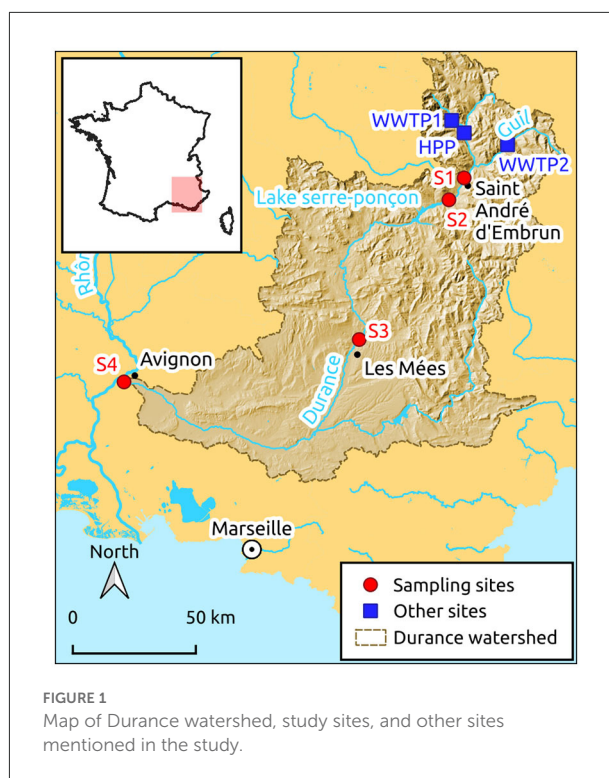 WWTP1
Guil
HPP
WWTP2
S1
Saint
Lake serre-ponçon
S2
André
d'Embrun
Rhôn
S3
S4
Avignon
Les Mées
Durance
Marseille
North
0 50 km
Sampling sites
Other sites
Durance watershed
FIGURE 1
Map of Durance watershed, study sites, and other sites
mentioned in the study.